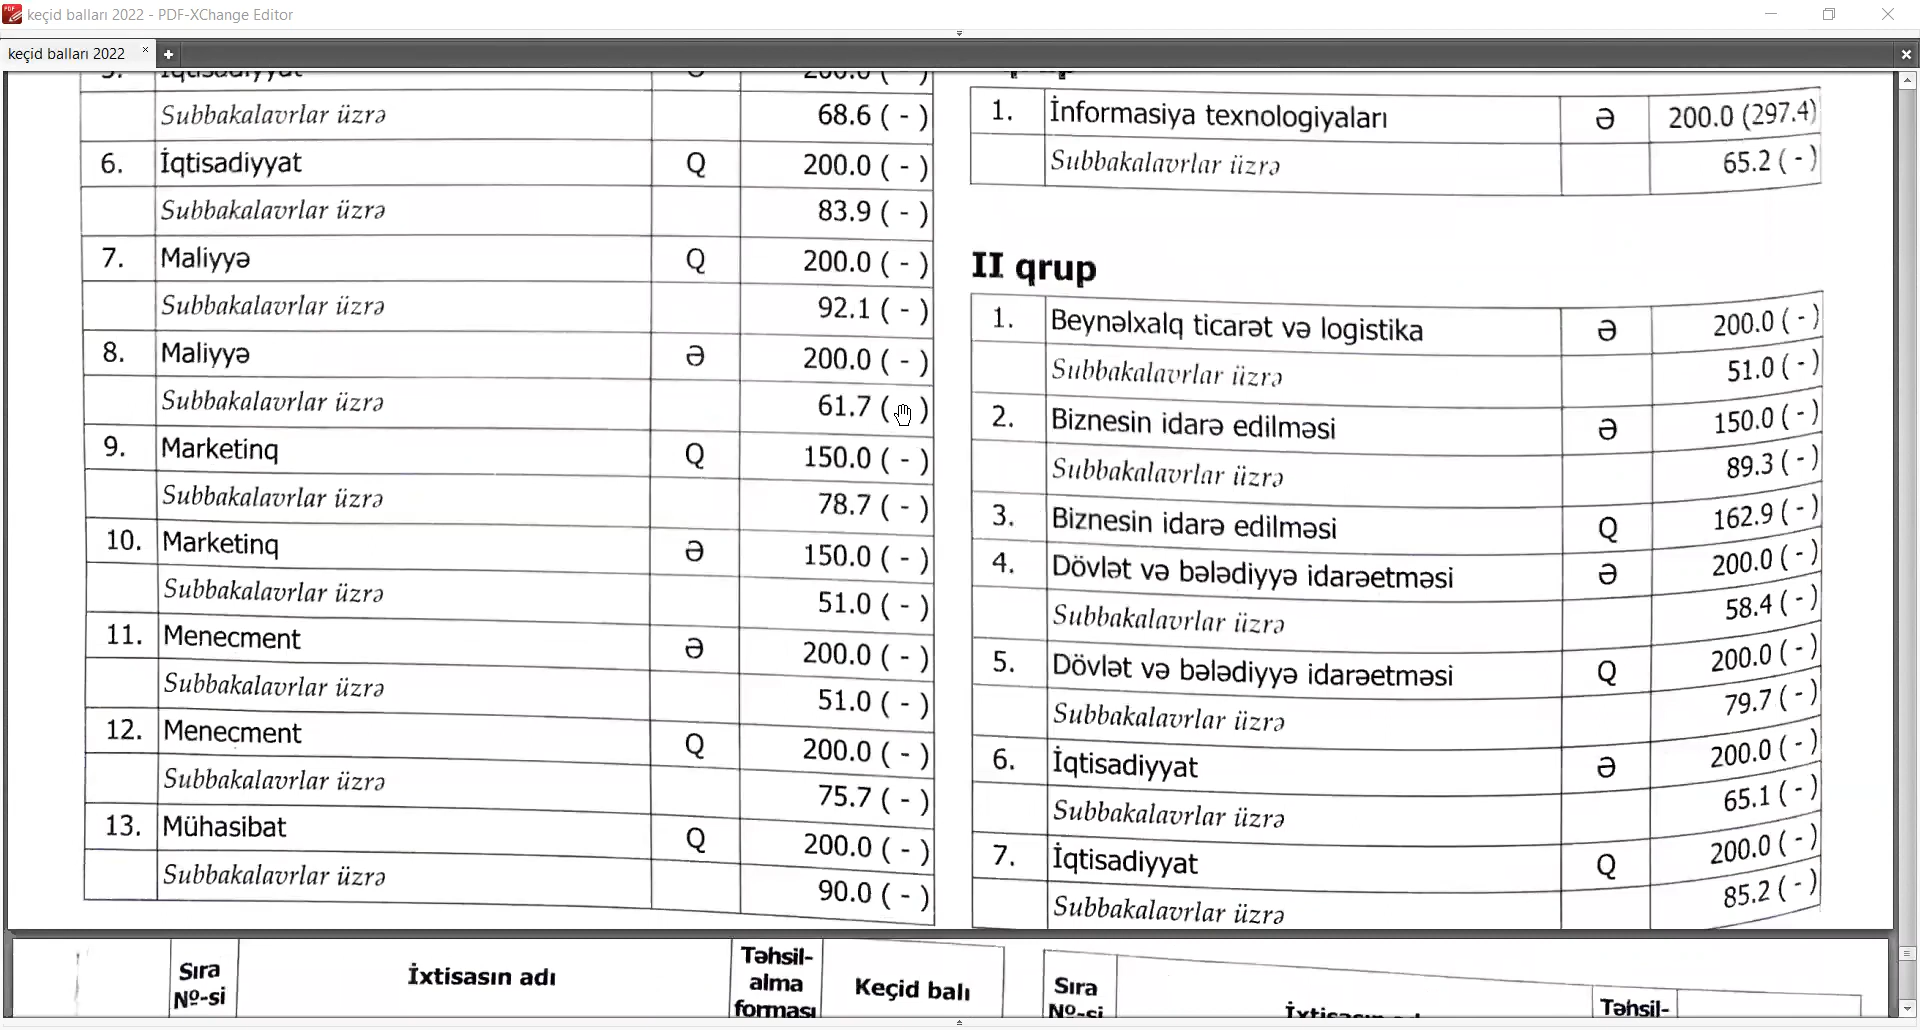 keçid balları 2022 - PDF-XChange Editor
keçid balları 2022
5. İqtisadiyyat Ə 200.0 ( - )
Subbakalavrlar üzrə 68.6 ( - )
6. İqtisadiyyat Q 200.0 ( - )
Subbakalavrlar üzrə 83.9 ( - )
7. Maliyyə Q 200.0 ( - )
Subbakalavrlar üzrə 92.1 ( - )
8. Maliyyə Ə 200.0 ( - )
Subbakalavrlar üzrə 61.7 ( - )
9. Marketinq Q 150.0 ( - )
Subbakalavrlar üzrə 78.7 ( - )
10. Marketinq Ə 150.0 ( - )
Subbakalavrlar üzrə 51.0 ( - )
11. Menecment Ə 200.0 ( - )
Subbakalavrlar üzrə 51.0 ( - )
12. Menecment Q 200.0 ( - )
Subbakalavrlar üzrə 75.7 ( - )
13. Mühasibat Q 200.0 ( - )
Subbakalavrlar üzrə 90.0 ( - )
1. İnformasiya texnologiyaları Ə 200.0 (297.4)
Subbakalavrlar üzrə 65.2 ( - )
II qrup
1. Beynəlxalq ticarət və logistika Ə 200.0 ( - )
Subbakalavrlar üzrə 51.0 ( - )
2. Biznesin idarə edilməsi Ə 150.0 ( - )
Subbakalavrlar üzrə 89.3 ( - )
3. Biznesin idarə edilməsi Q 162.9 ( - )
4. Dövlət və bələdiyyə idarəetməsi Ə 200.0 ( - )
Subbakalavrlar üzrə 58.4 ( - )
5. Dövlət və bələdiyyə idarəetməsi Q 200.0 ( - )
Subbakalavrlar üzrə 79.7 ( - )
6. İqtisadiyyat Ə 200.0 ( - )
Subbakalavrlar üzrə 65.1 ( - )
7. İqtisadiyyat Q 200.0 ( - )
Subbakalavrlar üzrə 85.2 ( - )
Sıra
№-si
İxtisasın adı
Təhsil-
alma
forması
Keçid balı
Sıra
№-si
Təhsil-